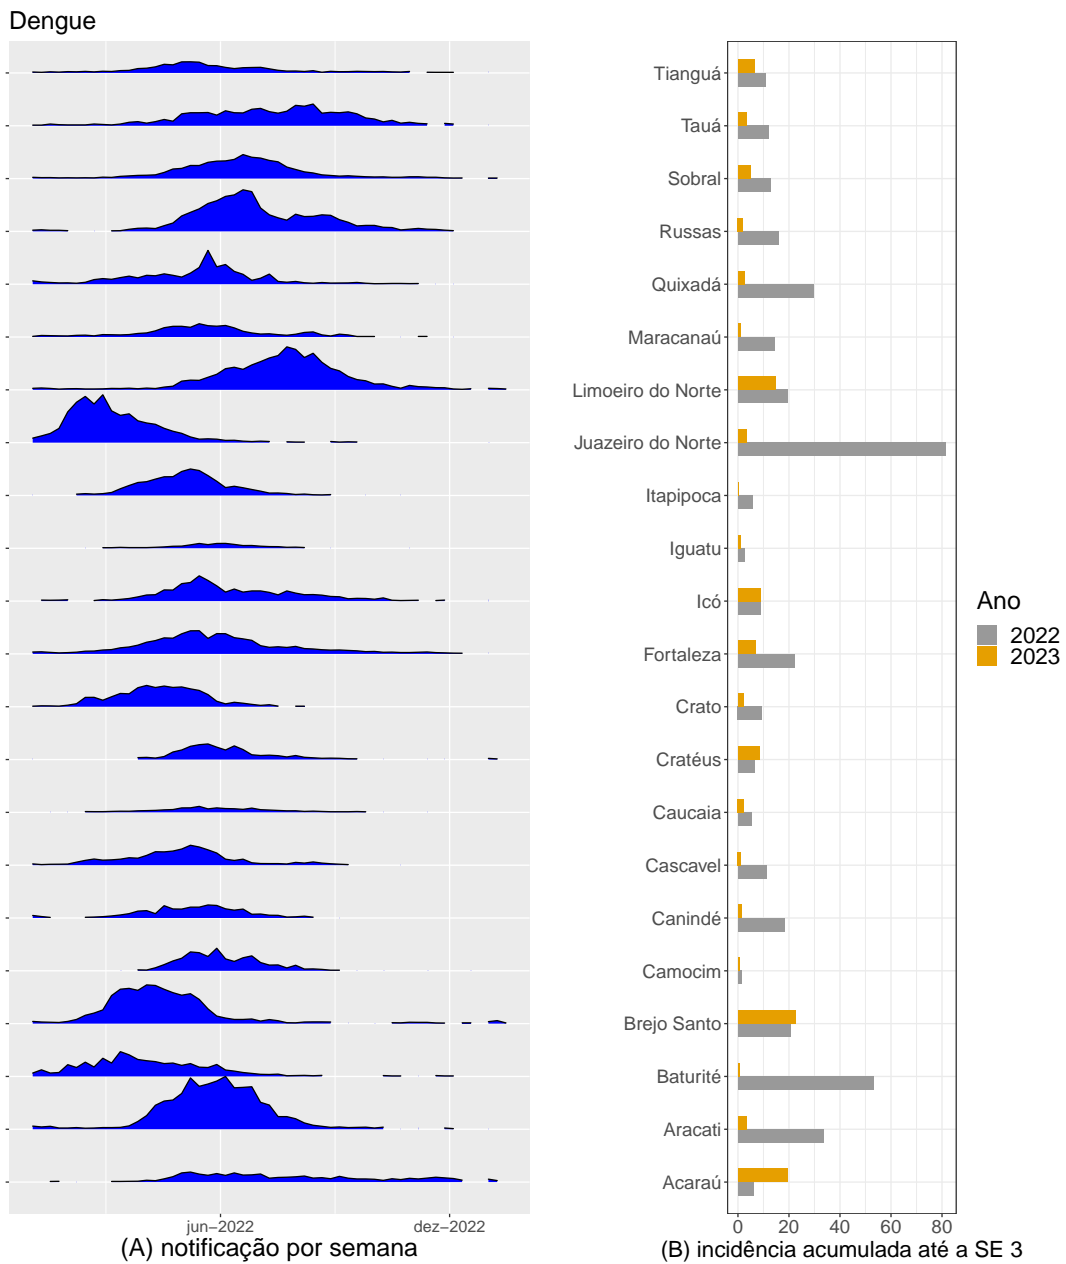 Dengue
Tianguá
Tauá
Sobral
Russas
Quixadá
Maracanaú
Limoeiro do Norte
Juazeiro do Norte
Itapipoca
Iguatu
Icó
Fortaleza
Crato
Cratéus
Caucaia
Cascavel
Canindé
Camocim
Brejo Santo
Baturité
Aracati
Acaraú
Ano
2022
2023
jun−2022 dez−2022
0 20 40 60 80
(A) notificação por semana
(B) incidência acumulada até a SE 3